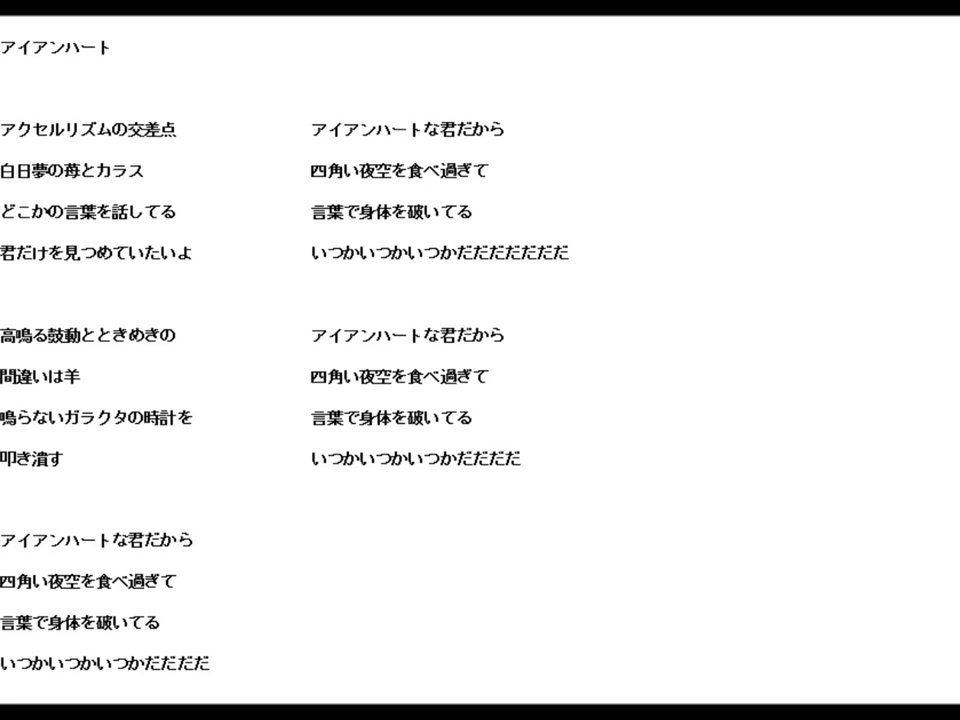 アイアンハート
アクセルリズムの交差点
白日夢の苺とカラス
どこかの言葉を話してる
君だけを見つめていたいよ
高鳴る鼓動とときめきの
間違いは羊
鳴らないガラクタの時計を
叩き潰す
アイアンハートな君だから
四角い夜空を食べ過ぎて
言葉で身体を破いてる
いつかいつかいつかだだだだ
アイアンハートな君だから
四角い夜空を食べ過ぎて
言葉で身体を破いてる
いつかいつかいつかだだだだだだだ
アイアンハートな君だから
四角い夜空を食べ過ぎて
言葉で身体を破いてる
いつかいつかいつかだだだだ